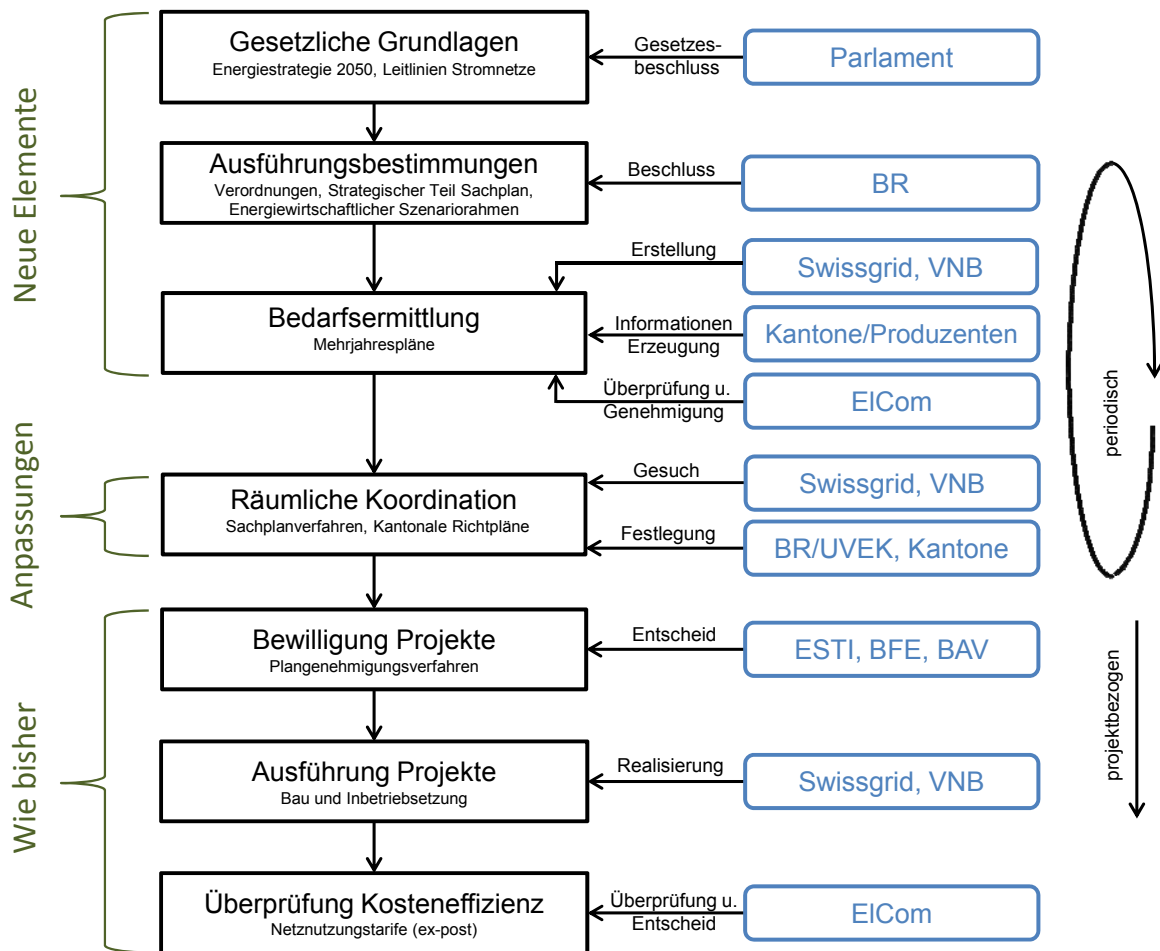 Neue Elemente
Gesetzliche Grundlagen
Energiestrategie 2050, Leitlinien Stromnetze
Gesetzes-
beschluss
Parlament
Ausführungsbestimmungen
Verordnungen, Strategischer Teil Sachplan,
Energiewirtschaftlicher Szenariorahmen
Beschluss
BR
Bedarfsermittlung
Mehrjahrespläne
Erstellung
Swissgrid, VNB
Informationen
Erzeugung
Kantone/Produzenten
Überprüfung u.
Genehmigung
ElCom
periodisch
Anpassungen
Räumliche Koordination
Sachplanverfahren, Kantonale Richtpläne
Gesuch
Swissgrid, VNB
Festlegung
BR/UVEK, Kantone
Wie bisher
Bewilligung Projekte
Plangenehmigungsverfahren
Entscheid
ESTI, BFE, BAV
projektbezogen
Ausführung Projekte
Bau und Inbetriebsetzung
Realisierung
Swissgrid, VNB
Überprüfung Kosteneffizienz
Netznutzungstarife (ex-post)
Überprüfung u.
Entscheid
ElCom